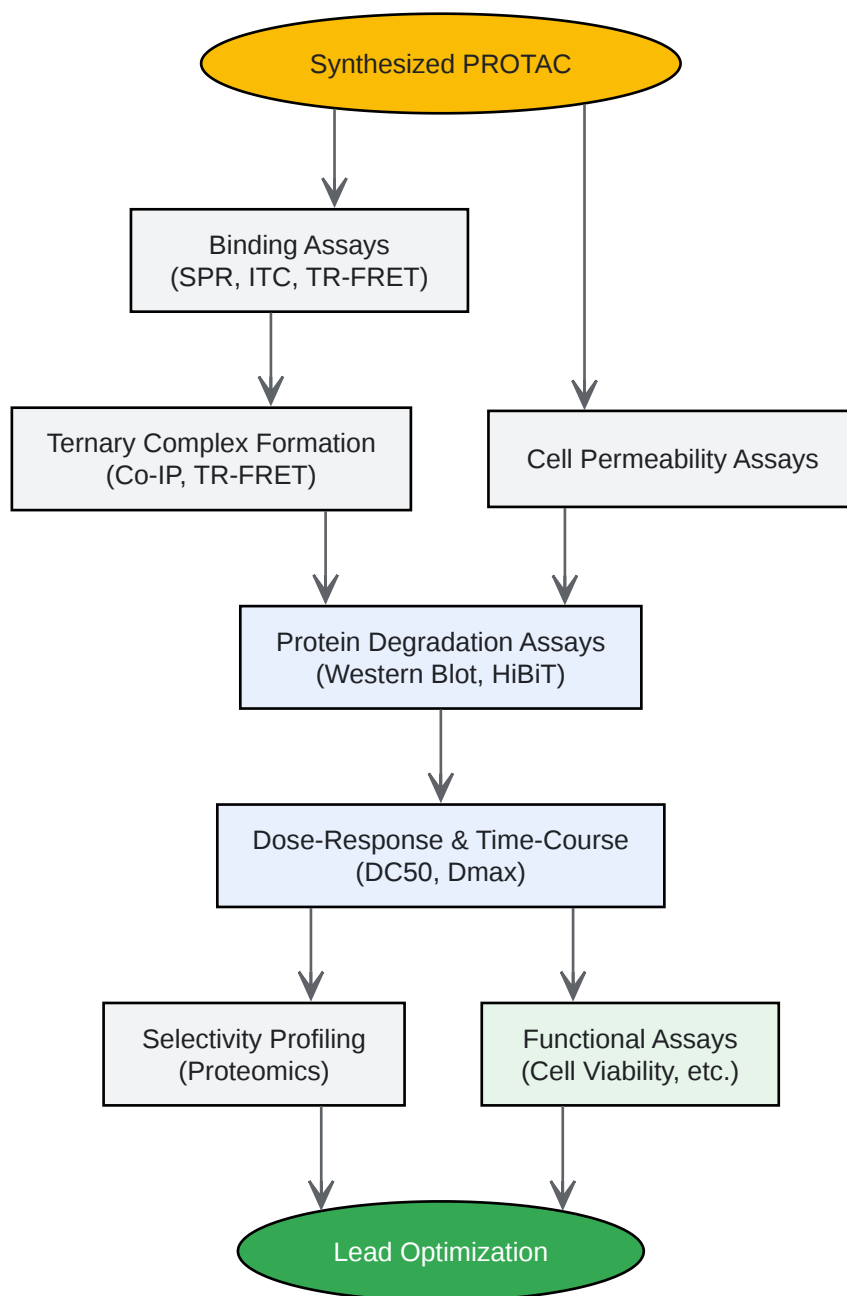 Synthesized PROTAC
Binding Assays
(SPR, ITC, TR-FRET)
Ternary Complex Formation
(Co-IP, TR-FRET)
Cell Permeability Assays
Protein Degradation Assays
(Western Blot, HiBiT)
Dose-Response & Time-Course
(DC50, Dmax)
Selectivity Profiling
(Proteomics)
Functional Assays
(Cell Viability, etc.)
Lead Optimization